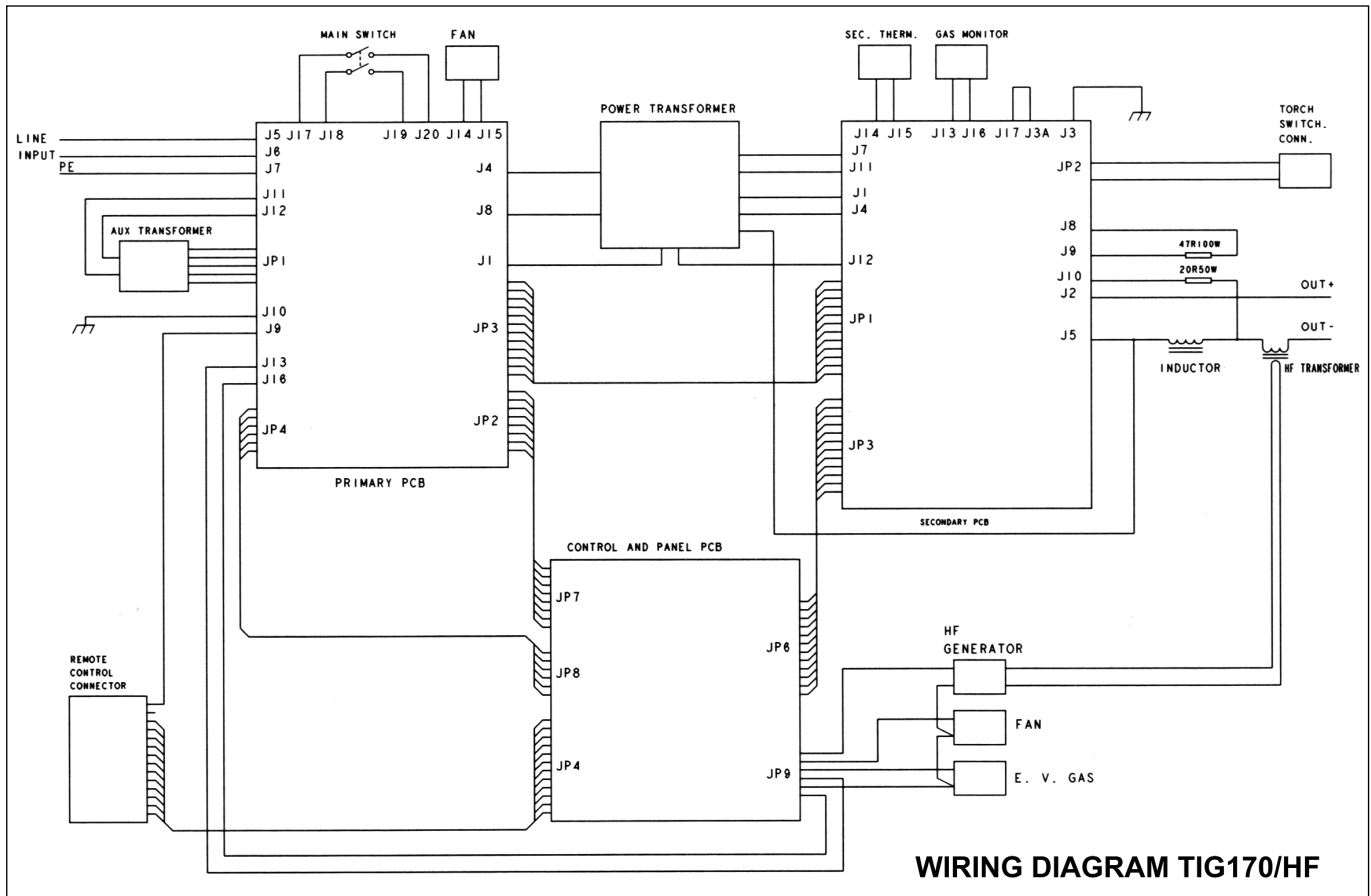 MAIN SWITCH
FAN
SEC. THERM.
GAS MONITOR
POWER TRANSFORMER
TORCH
SWITCH.
CONN.
LINE
INPUT
PE
J5 J17 J18 J19 J20 J14 J15
J6
J7
J11
J12
AUX TRANSFORMER
JP1
J10
J9
J13
J16
JP4
J4
J8
J1
JP3
JP2
PRIMARY PCB
J14 J15 J13 J16 J17 J3A J3
J7
J11
J1
J4
J12
JP1
JP3
JP2
J8
J9
J10
J2
J5
47R100W
20R50W
OUT+
OUT-
INDUCTOR
HF TRANSFORMER
SECONDARY PCB
CONTROL AND PANEL PCB
JP7
JP8
JP4
JP6
JP9
REMOTE
CONTROL
CONNECTOR
HF
GENERATOR
FAN
E. V. GAS
WIRING DIAGRAM TIG170/HF